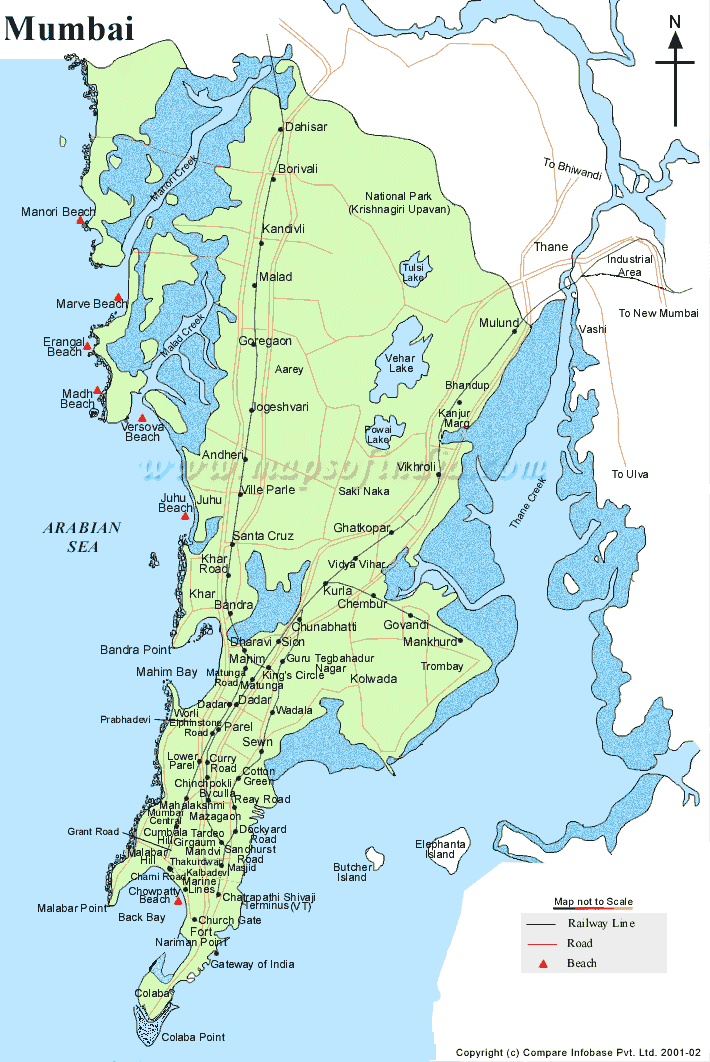 Mumbai
N
Dahisar
To Bhiwandi
Borivali
Manori Creek
National Park
(Krishnagiri Upavan)
Manori Beach
Kandivli
Thane
Industrial
Area
Tulsi
Lake
Malad
Marve Beach
To New Mumbai
Mulund
Vashi
Malad Creek
Erangal
Beach
Goregaon
Aarey
Vehar
Lake
Bhandup
Madh
Beach
Jogeshvari
Kanjur
Marg
Versova
Beach
Powai
Lake
Andheri
www.mapsofindia.com
Vikhroli
To Ulva
Ville Parle
Saki Naka
Juhu
Beach
Juhu
Thane Creek
ARABIAN
SEA
Santa Cruz
Ghatkopar
Khar
Road
Vidya Vihar
Khar
Kurla
Chembur
Bandra
Chunabhatti
Govandi
Bandra Point
Dharavi
Sion
Mankhurd
Mahim
Guru Tegbahadur
Nagar
Trombay
Mahim Bay
Matunga
Road
King's Circle
Matunga
Kolwada
Dadar
Dadar
Worli
Wadala
Prabhadevi
Elphinstone
Road
Parel
Sewn
Lower
Parel
Curry
Road
Cotton
Green
Chinchpokli
Byculla
Mahalakshmi
Reay Road
Mumbai
Central
Mazagaon
Grant Road
Cumbala
Hill
Tardeo
Dockyard
Road
Girgaum
Malabar
Hill
Mandvi
Sandhurst
Road
Elephanta
Island
Thakurdwar
Masjid
Butcher
Island
Charni Road
Kalbadevi
Marine
Lines
Chowpatty
Beach
Chatrapathi Shivaji
Terminus (VT)
Malabar Point
Back Bay
Church Gate
Fort
Nariman Point
Gateway of India
Colaba
Colaba Point
Map not to Scale
Railway Line
Road
Beach
Copyright (c) Compare Infobase Pvt. Ltd. 2001-02